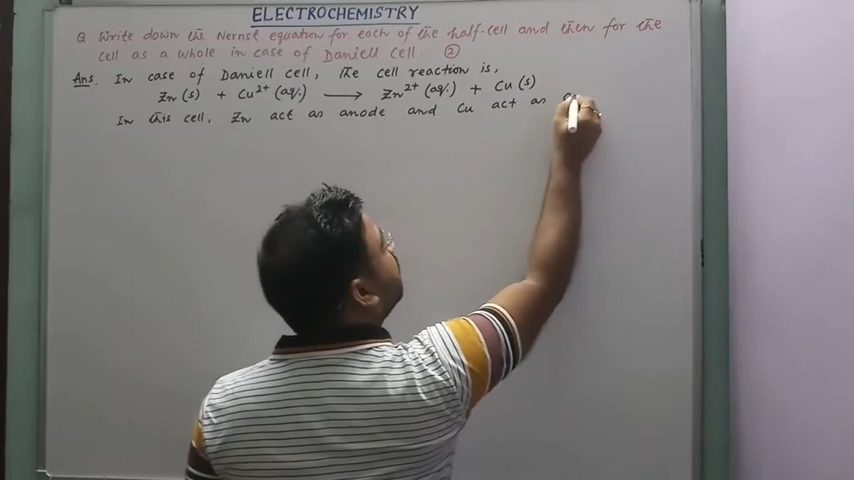 ELECTROCHEMISTRY
Q Write down the Nernst equation for each of the half-cell and then for the
cell as a whole in case of Daniell cell. ②
Ans. In case of Daniell cell, the cell reaction is,
Zn(s) + Cu²⁺(aq.) ⟶ Zn²⁺(aq.) + Cu(s)
In this cell, Zn act as anode and Cu act as